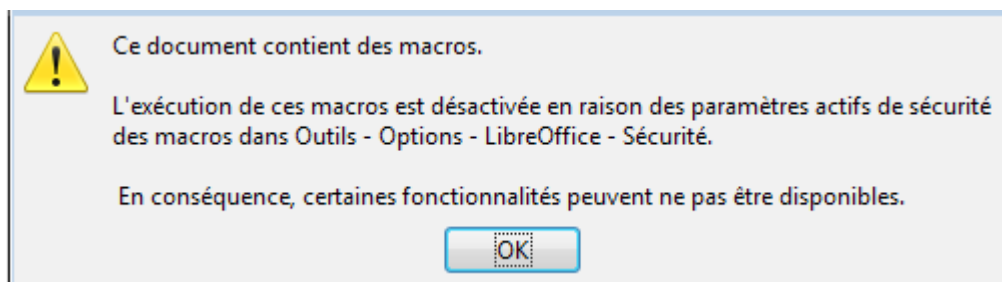 Ce document contient des macros.
L'exécution de ces macros est désactivée en raison des paramètres actifs de sécurité
des macros dans Outils - Options - LibreOffice - Sécurité.
En conséquence, certaines fonctionnalités peuvent ne pas être disponibles.
OK